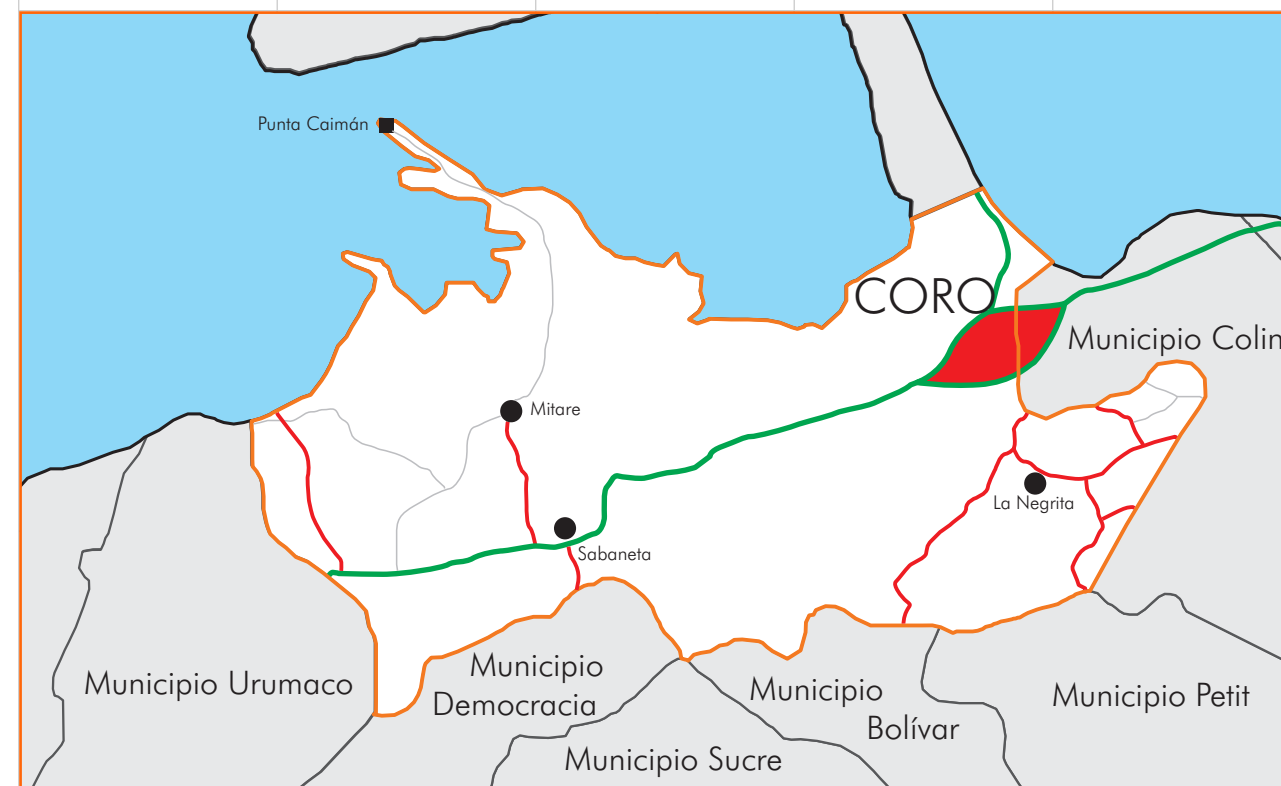 Punta Caimán
CORO
Municipio Colin
Mitare
La Negrita
Sabaneta
Municipio
Democracia
Municipio Urumaco
Municipio
Bolívar
Municipio Petit
Municipio Sucre